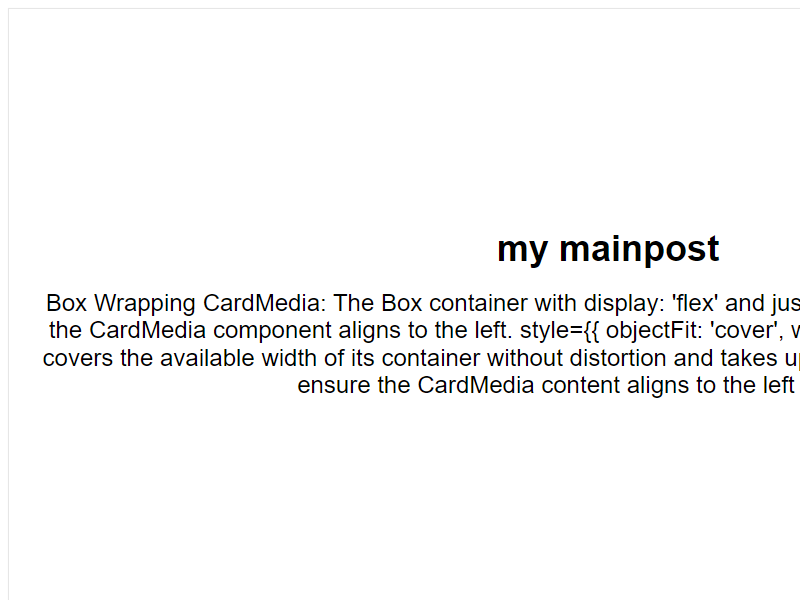 my mainpost
Box Wrapping CardMedia: The Box container with display: 'flex' and jus
the CardMedia component aligns to the left. style={{ objectFit: 'cover', w
covers the available width of its container without distortion and takes up
ensure the CardMedia content aligns to the left